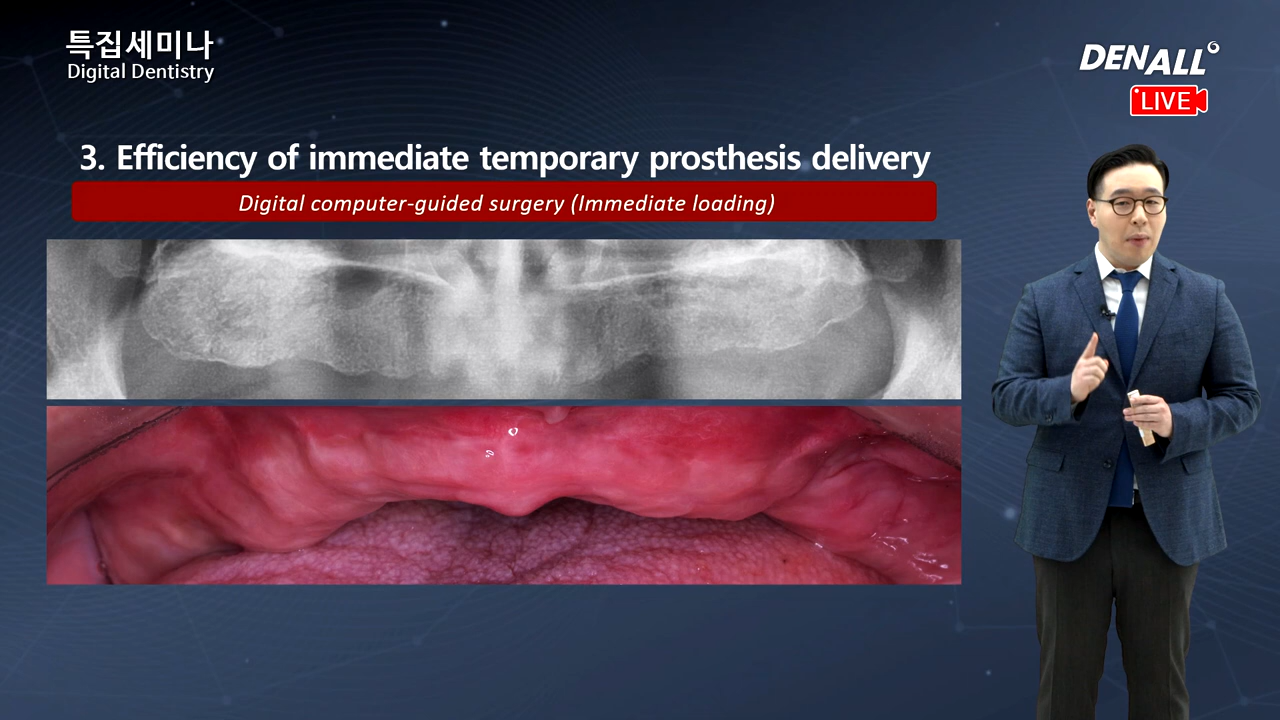 특집세미나
Digital Dentistry
DENALL
LIVE
3. Efficiency of immediate temporary prosthesis delivery
Digital computer-guided surgery (Immediate loading)